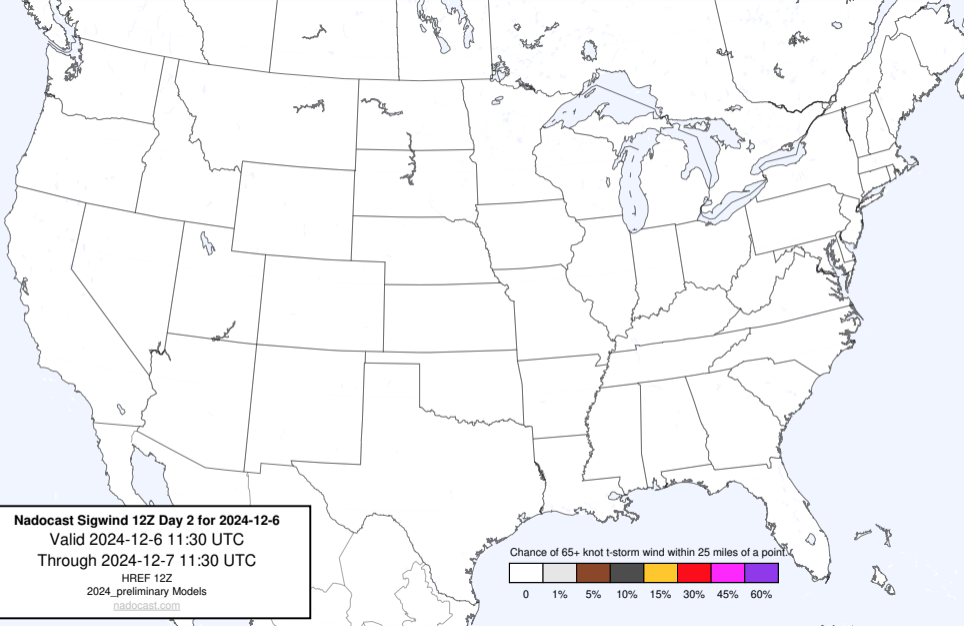 Nadocast Sigwind 12Z Day 2 for 2024-12-6
Valid 2024-12-6 11:30 UTC
Through 2024-12-7 11:30 UTC
HREF 12Z
2024_preliminary Models
nadocast.com
Chance of 65+ knot t-storm wind within 25 miles of a point.
0 1% 5% 10% 15% 30% 45% 60%